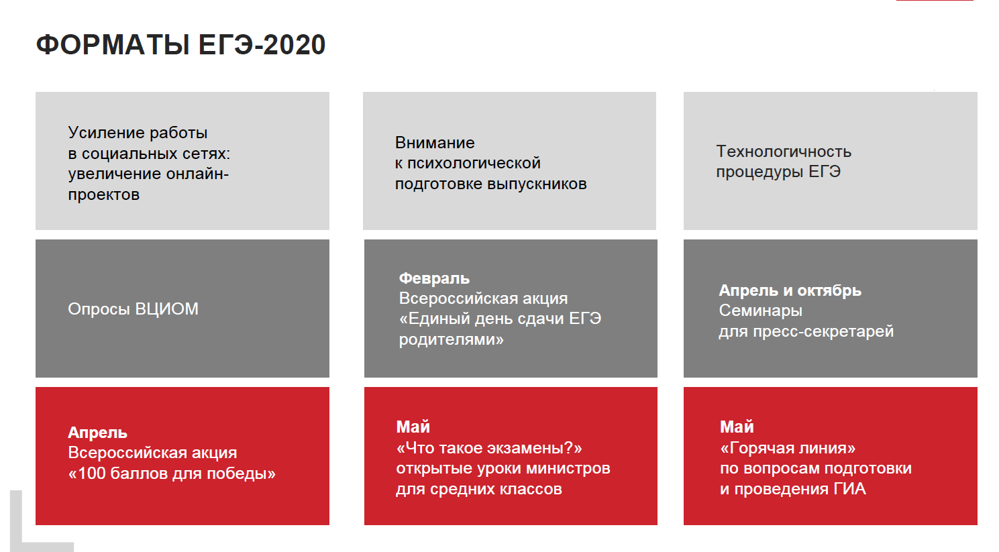 ФОРМАТЫ ЕГЭ-2020
Усиление работы
в социальных сетях:
увеличение онлайн-
проектов
Внимание
к психологической
подготовке выпускников
Технологичность
процедуры ЕГЭ
Опросы ВЦИОМ
Февраль
Всероссийская акция
«Единый день сдачи ЕГЭ
родителями»
Апрель и октябрь
Семинары
для пресс-секретарей
Апрель
Всероссийская акция
«100 баллов для победы»
Май
«Что такое экзамены?»
открытые уроки министров
для средних классов
Май
«Горячая линия»
по вопросам подготовки
и проведения ГИА